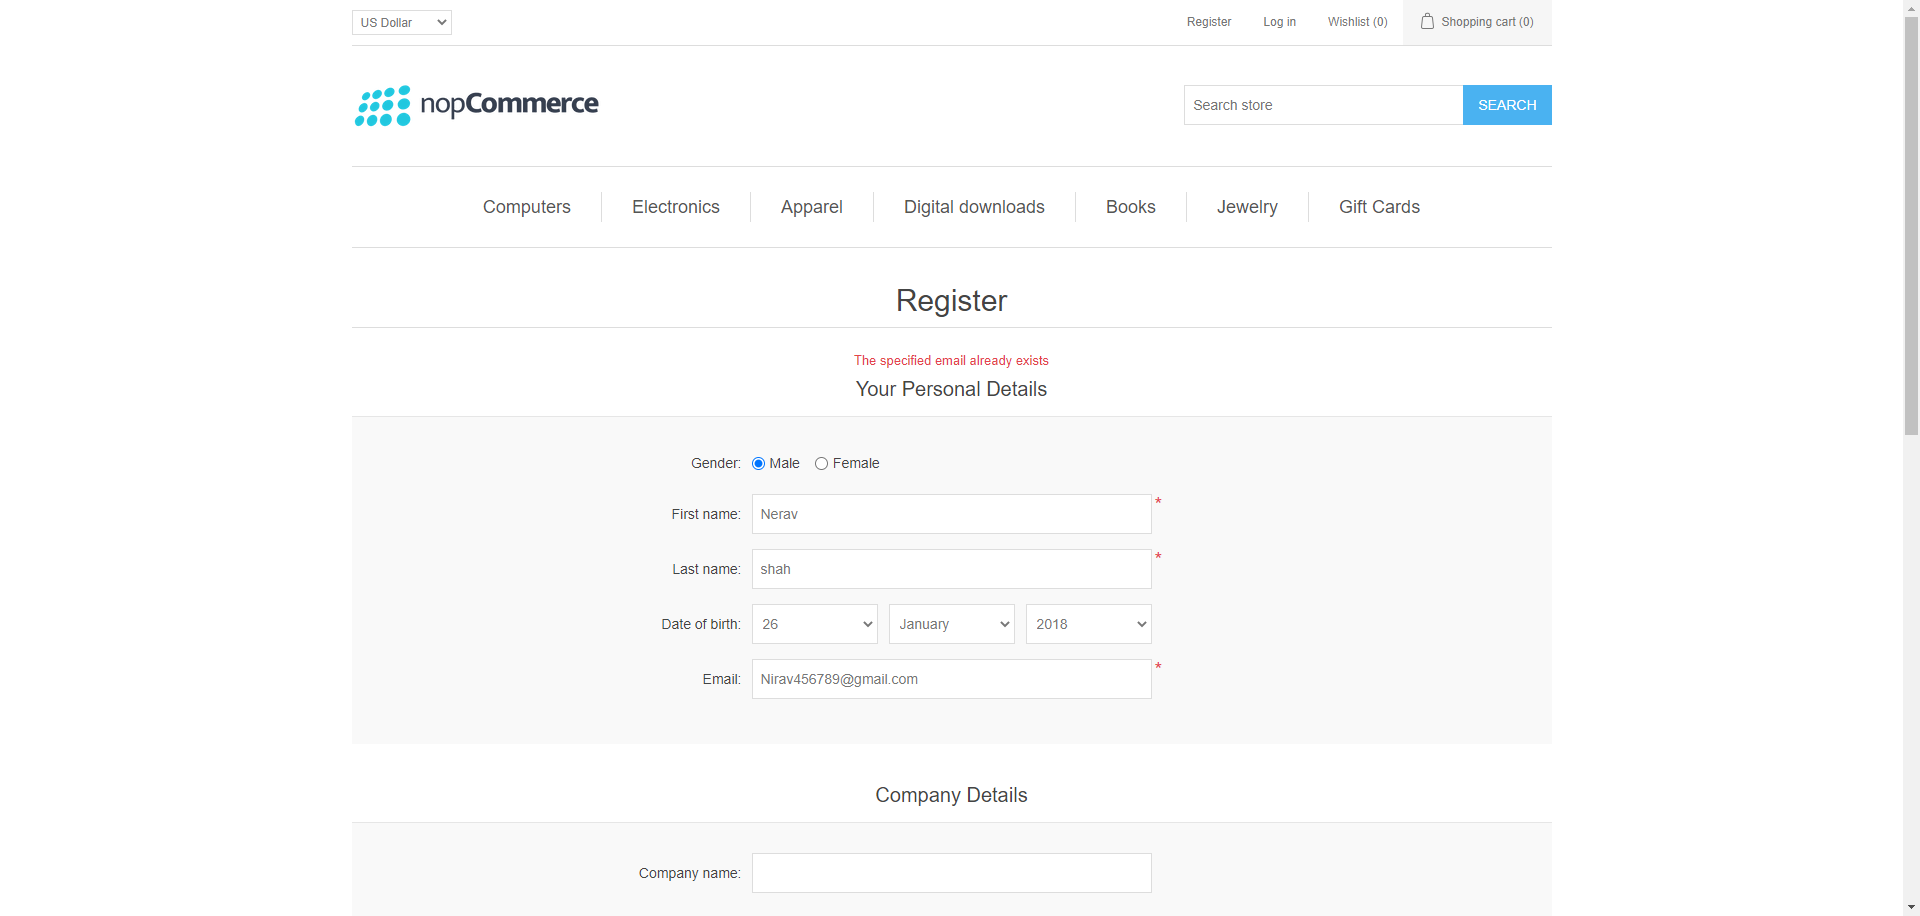 US Dollar
Register Log in Wishlist (0) Shopping cart (0)
nopCommerce
Search store SEARCH
Computers Electronics Apparel Digital downloads Books Jewelry Gift Cards
Register
The specified email already exists
Your Personal Details
Gender: Male Female
First name: Nerav *
Last name: shah *
Date of birth: 26 January 2018
Email: Nirav456789@gmail.com *
Company Details
Company name: